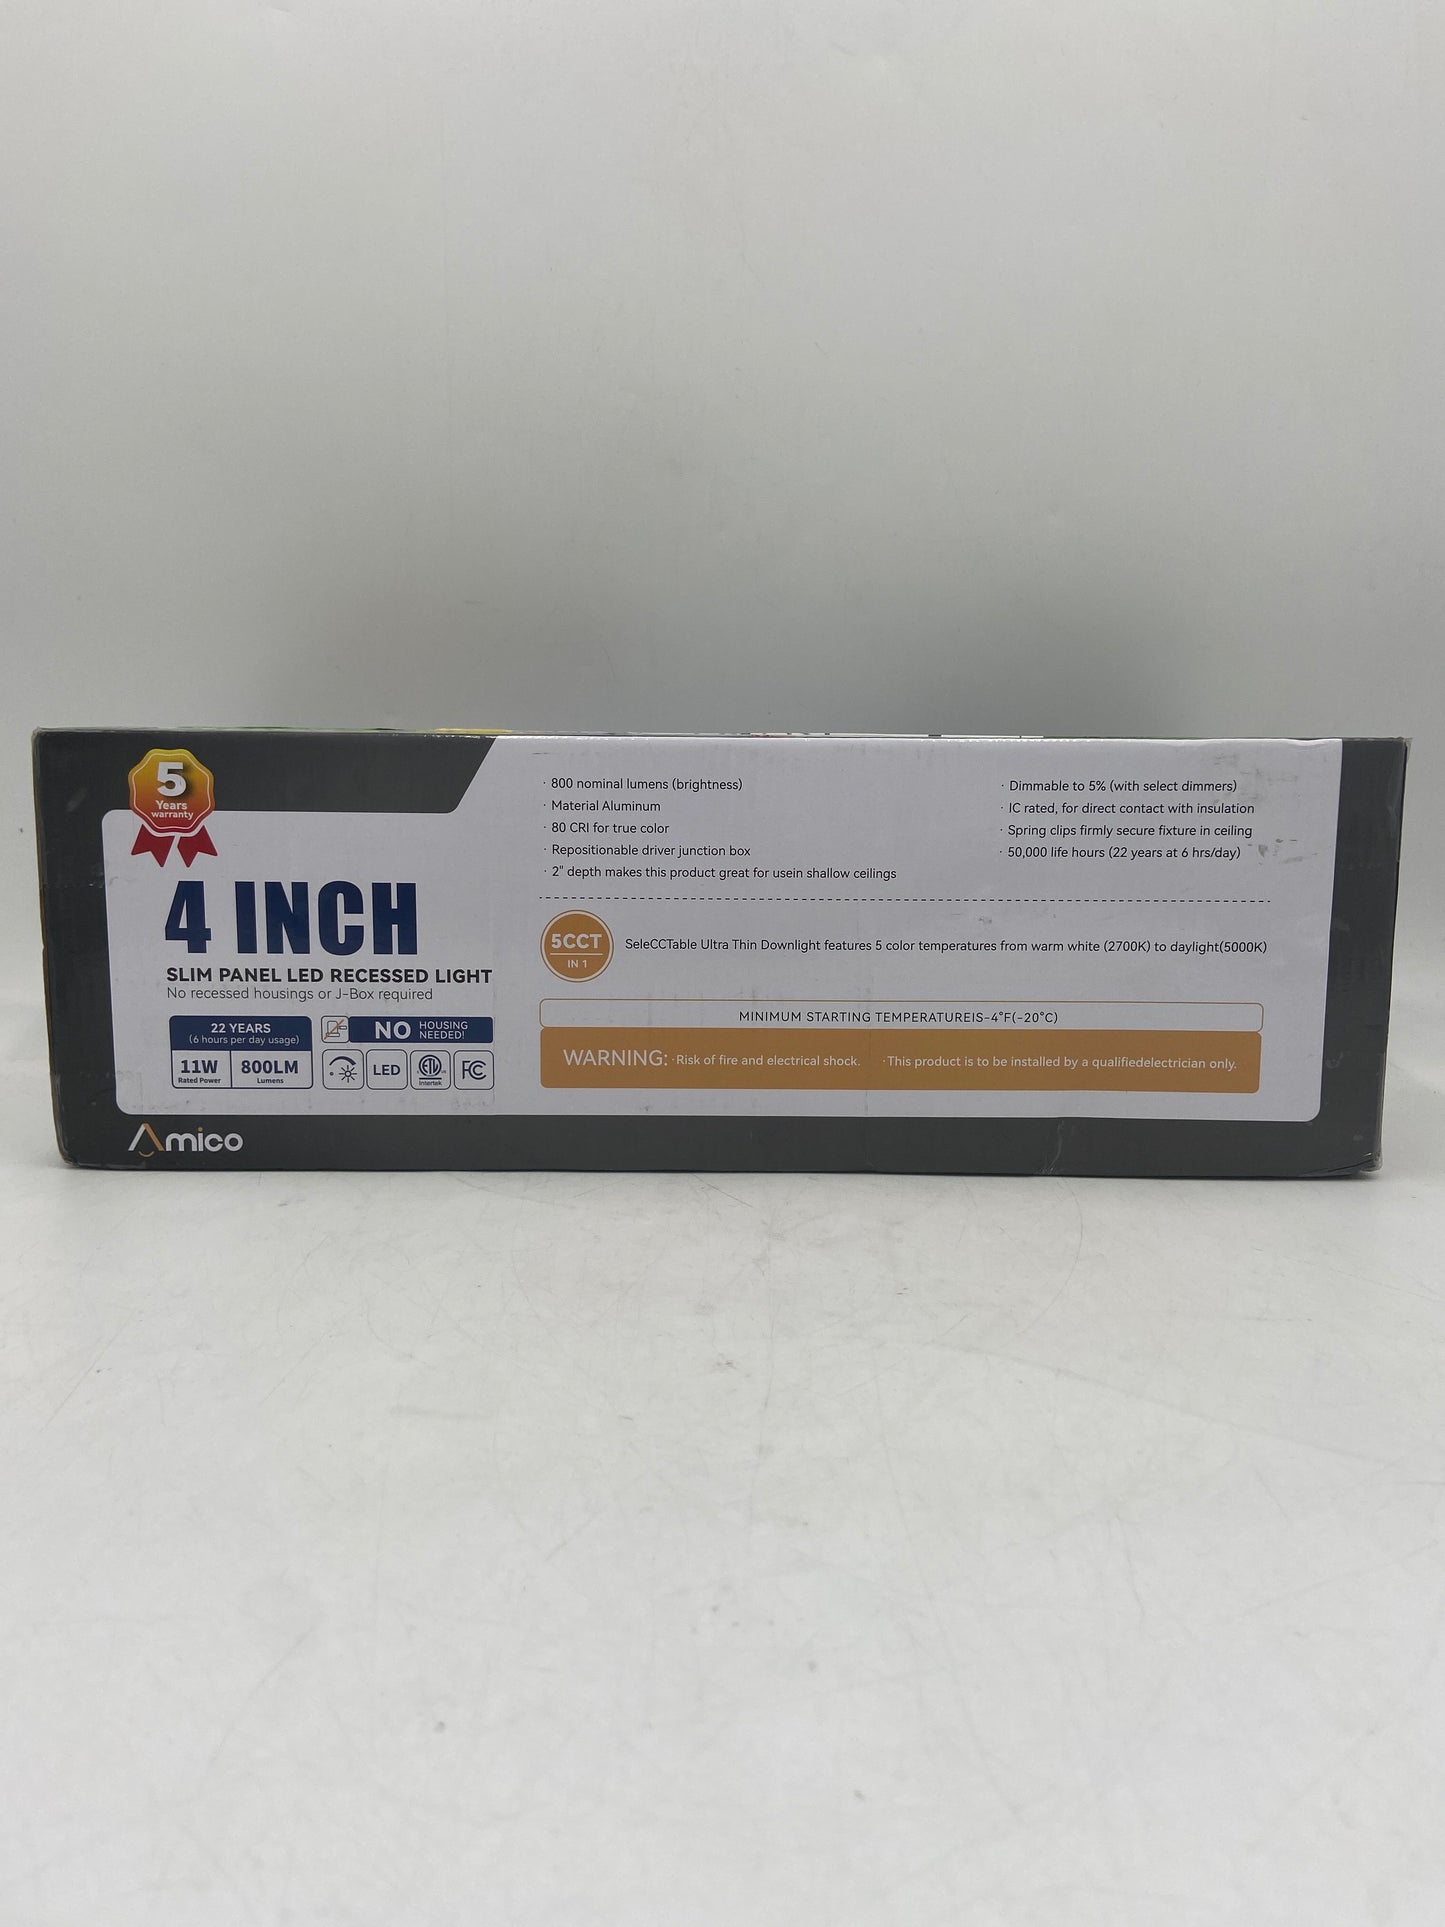 5
Years
warranty
4 INCH
SLIM PANEL LED RECESSED LIGHT
No recessed housings or J-Box required
22 YEARS
(6 hours per day usage)
11W
Rated Power
800LM
Lumens
NO HOUSING
NEEDED!
LED
ETL
Intertek
FC
Amico
· 800 nominal lumens (brightness)
· Material Aluminum
· 80 CRI for true color
· Repositionable driver junction box
· 2" depth makes this product great for usein shallow ceilings
· Dimmable to 5% (with select dimmers)
· IC rated, for direct contact with insulation
· Spring clips firmly secure fixture in ceiling
· 50,000 life hours (22 years at 6 hrs/day)
5CCT
IN 1
SeleCCTable Ultra Thin Downlight features 5 color temperatures from warm white (2700K) to daylight(5000K)
MINIMUM STARTING TEMPERATUREIS-4°F(-20°C)
WARNING: · Risk of fire and electrical shock. · This product is to be installed by a qualifiedelectrician only.